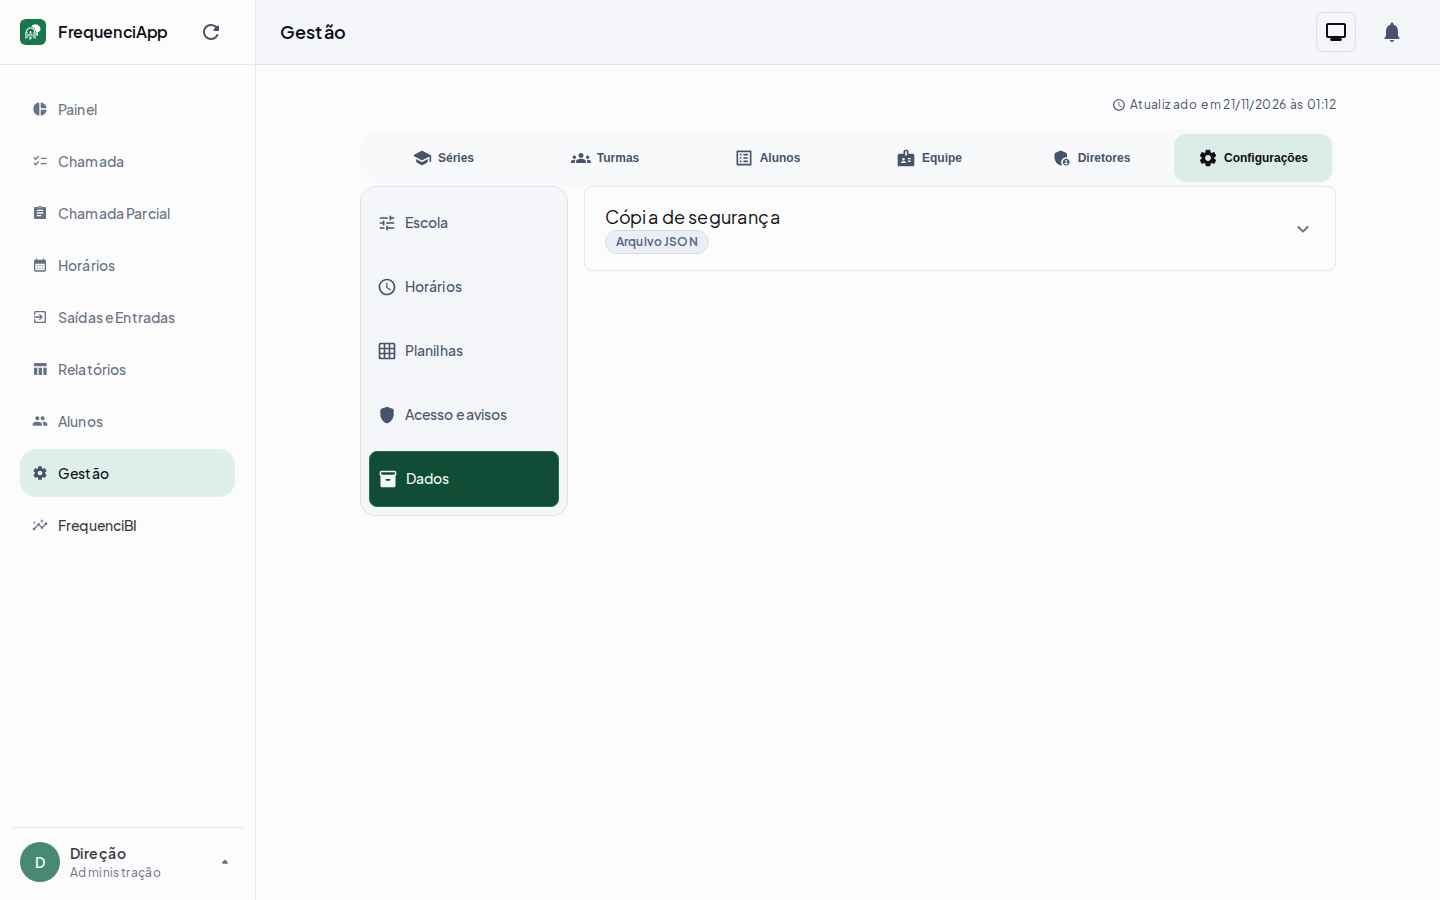 FrequenciApp
Gestão
Painel
Chamada
Chamada Parcial
Horários
Saídas e Entradas
Relatórios
Alunos
Gestão
FrequenciBI
D
Direção
Administração
Atualizado em 21/11/2026 às 01:12
Séries
Turmas
Alunos
Equipe
Diretores
Configurações
Escola
Horários
Planilhas
Acesso e avisos
Dados
Cópia de segurança
Arquivo JSON